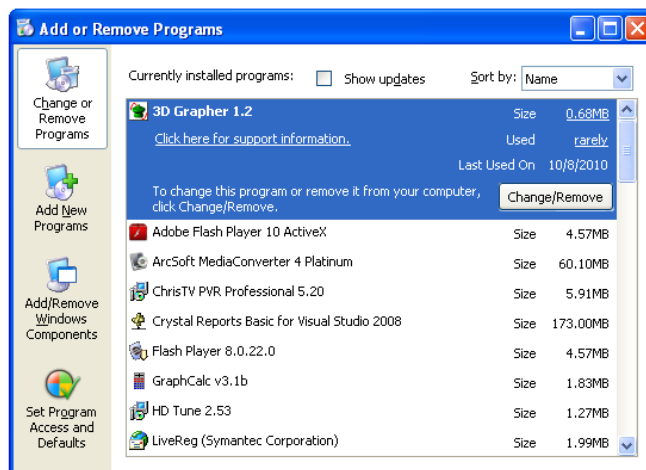 Add or Remove Programs
Change or
Remove
Programs
Add New
Programs
Add/Remove
Windows
Components
Set Program
Access and
Defaults
Currently installed programs: Show updates Sort by: Name
3D Grapher 1.2 Size 0.68MB
Click here for support information. Used rarely
Last Used On 10/8/2010
To change this program or remove it from your computer,
click Change/Remove. Change/Remove
Adobe Flash Player 10 ActiveX Size 4.57MB
ArcSoft MediaConverter 4 Platinum Size 60.10MB
ChrisTV PVR Professional 5.20 Size 5.91MB
Crystal Reports Basic for Visual Studio 2008 Size 173.00MB
Flash Player 8.0.22.0 Size 4.57MB
GraphCalc v3.1b Size 1.83MB
HD Tune 2.53 Size 1.27MB
LiveReg (Symantec Corporation) Size 1.99MB